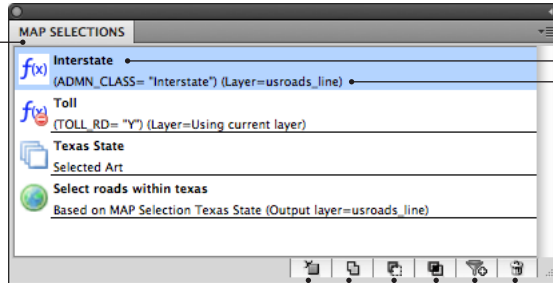 MAP SELECTIONS
f(x) Interstate
(ADMN_CLASS= "Interstate") (Layer=usroads_line)
f(x) Toll
(TOLL_RD= "Y") (Layer=Using current layer)
Texas State
Selected Art
Select roads within texas
Based on MAP Selection Texas State (Output layer=usroads_line)